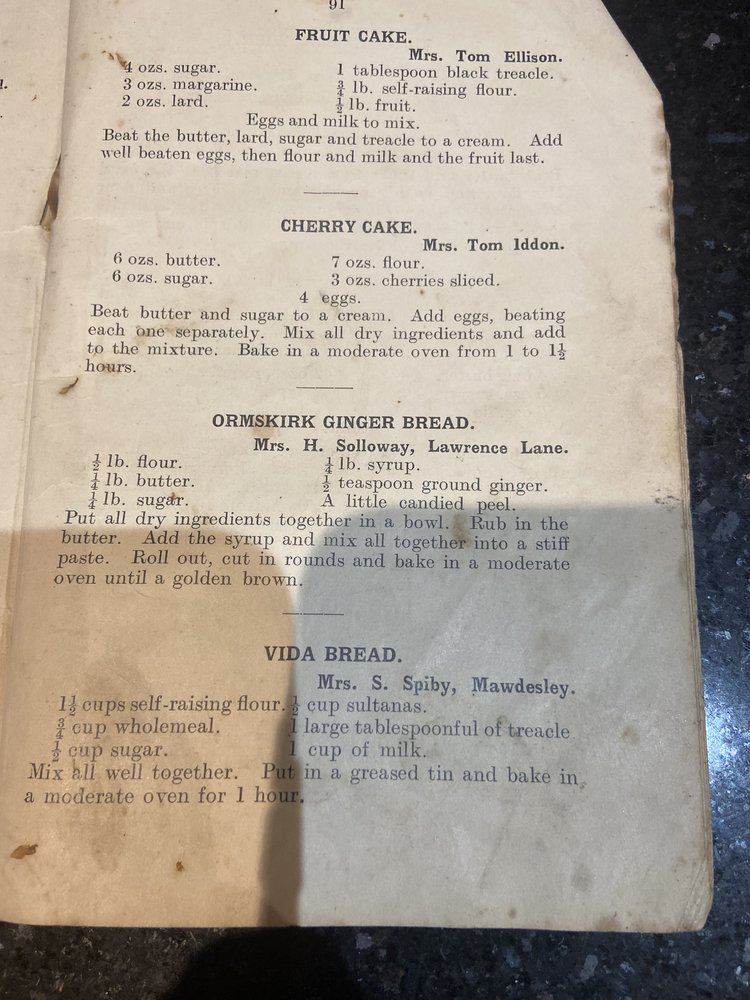 91
FRUIT CAKE.
Mrs. Tom Ellison.
4 ozs. sugar. 1 tablespoon black treacle.
3 ozs. margarine. ¾ lb. self-raising flour.
2 ozs. lard. ½ lb. fruit.
Eggs and milk to mix.
Beat the butter, lard, sugar and treacle to a cream. Add
well beaten eggs, then flour and milk and the fruit last.
CHERRY CAKE.
Mrs. Tom Iddon.
6 ozs. butter. 7 ozs. flour.
6 ozs. sugar. 3 ozs. cherries sliced.
4 eggs.
Beat butter and sugar to a cream. Add eggs, beating
each one separately. Mix all dry ingredients and add
to the mixture. Bake in a moderate oven from 1 to 1½
hours.
ORMSKIRK GINGER BREAD.
Mrs. H. Solloway, Lawrence Lane.
½ lb. flour. ¼ lb. syrup.
¼ lb. butter. ½ teaspoon ground ginger.
¼ lb. sugar. A little candied peel.
Put all dry ingredients together in a bowl. Rub in the
butter. Add the syrup and mix all together into a stiff
paste. Roll out, cut in rounds and bake in a moderate
oven until a golden brown.
VIDA BREAD.
Mrs. S. Spiby, Mawdesley.
1½ cups self-raising flour. ½ cup sultanas.
¾ cup wholemeal. 1 large tablespoonful of treacle
½ cup sugar. 1 cup of milk.
Mix all well together. Put in a greased tin and bake in
a moderate oven for 1 hour.